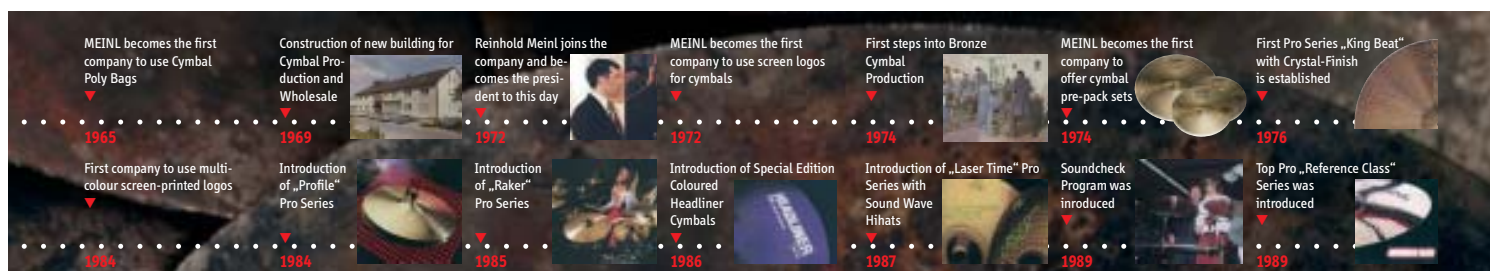 MEINL becomes the first
company to use Cymbal
Poly Bags
1965
Construction of new building for
Cymbal Pro-
duction and
Wholesale
1969
Reinhold Meinl joins the
company and be-
comes the presi-
dent to this day
1972
MEINL becomes the first
company to use screen logos
for cymbals
1972
First steps into Bronze
Cymbal
Production
1974
MEINL becomes the first
company to
offer cymbal
pre-pack sets
1974
First Pro Series „King Beat“
with Crystal-Finish
is established
1976
First company to use multi-
colour screen-printed logos
1984
Introduction
of „Profile“
Pro Series
1984
Introduction
of „Raker“
Pro Series
1985
Introduction of Special Edition
Coloured
Headliner
Cymbals
HEADLINER
1986
Introduction of „Laser Time“ Pro
Series with
Sound Wave
Hihats
1987
Soundcheck
Program was
inroduced
1989
Top Pro „Reference Class“
Series was
introduced
1989